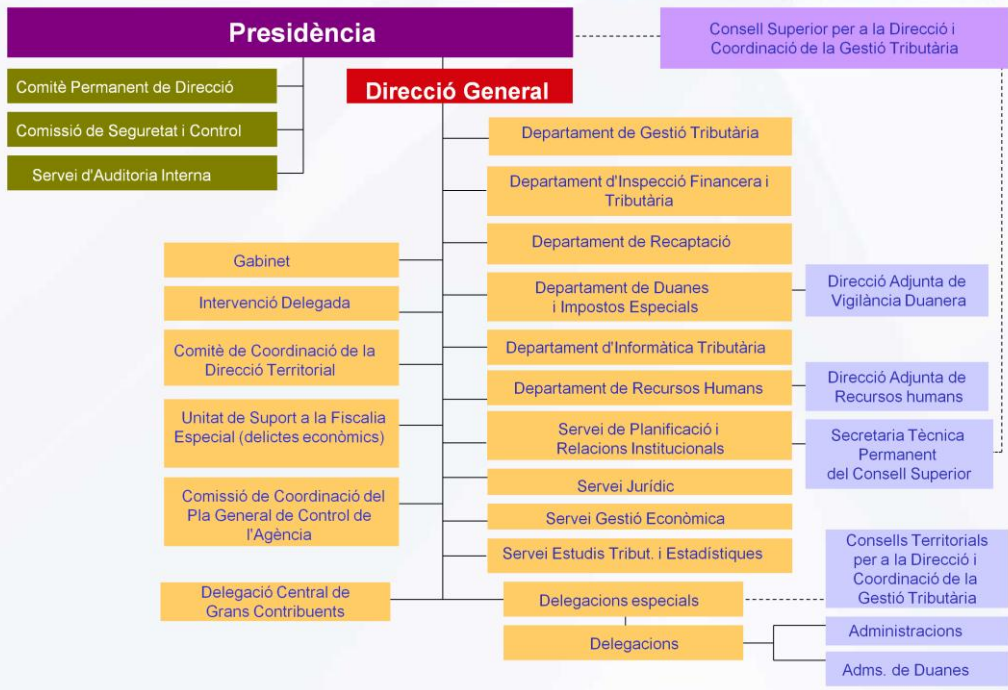 Presidència
Consell Superior per a la Direcció i
Coordinació de la Gestió Tributària
Comitè Permanent de Direcció
Comissió de Seguretat i Control
Servei d'Auditoria Interna
Direcció General
Departament de Gestió Tributària
Departament d'Inspecció Financera i
Tributària
Departament de Recaptació
Departament de Duanes
i Impostos Especials
Direcció Adjunta de
Vigilància Duanera
Departament d'Informàtica Tributària
Departament de Recursos Humans
Direcció Adjunta de
Recursos humans
Servei de Planificació i
Relacions Institucionals
Secretaria Tècnica
Permanent
del Consell Superior
Servei Jurídic
Servei Gestió Econòmica
Servei Estudis Tribut. i Estadístiques
Gabinet
Intervenció Delegada
Comitè de Coordinació de la
Direcció Territorial
Unitat de Suport a la Fiscalia
Especial (delictes econòmics)
Comissió de Coordinació del
Pla General de Control de
l'Agència
Delegació Central de
Grans Contribuents
Delegacions especials
Consells Territorials
per a la Direcció i
Coordinació de la
Gestió Tributària
Delegacions
Administracions
Adms. de Duanes